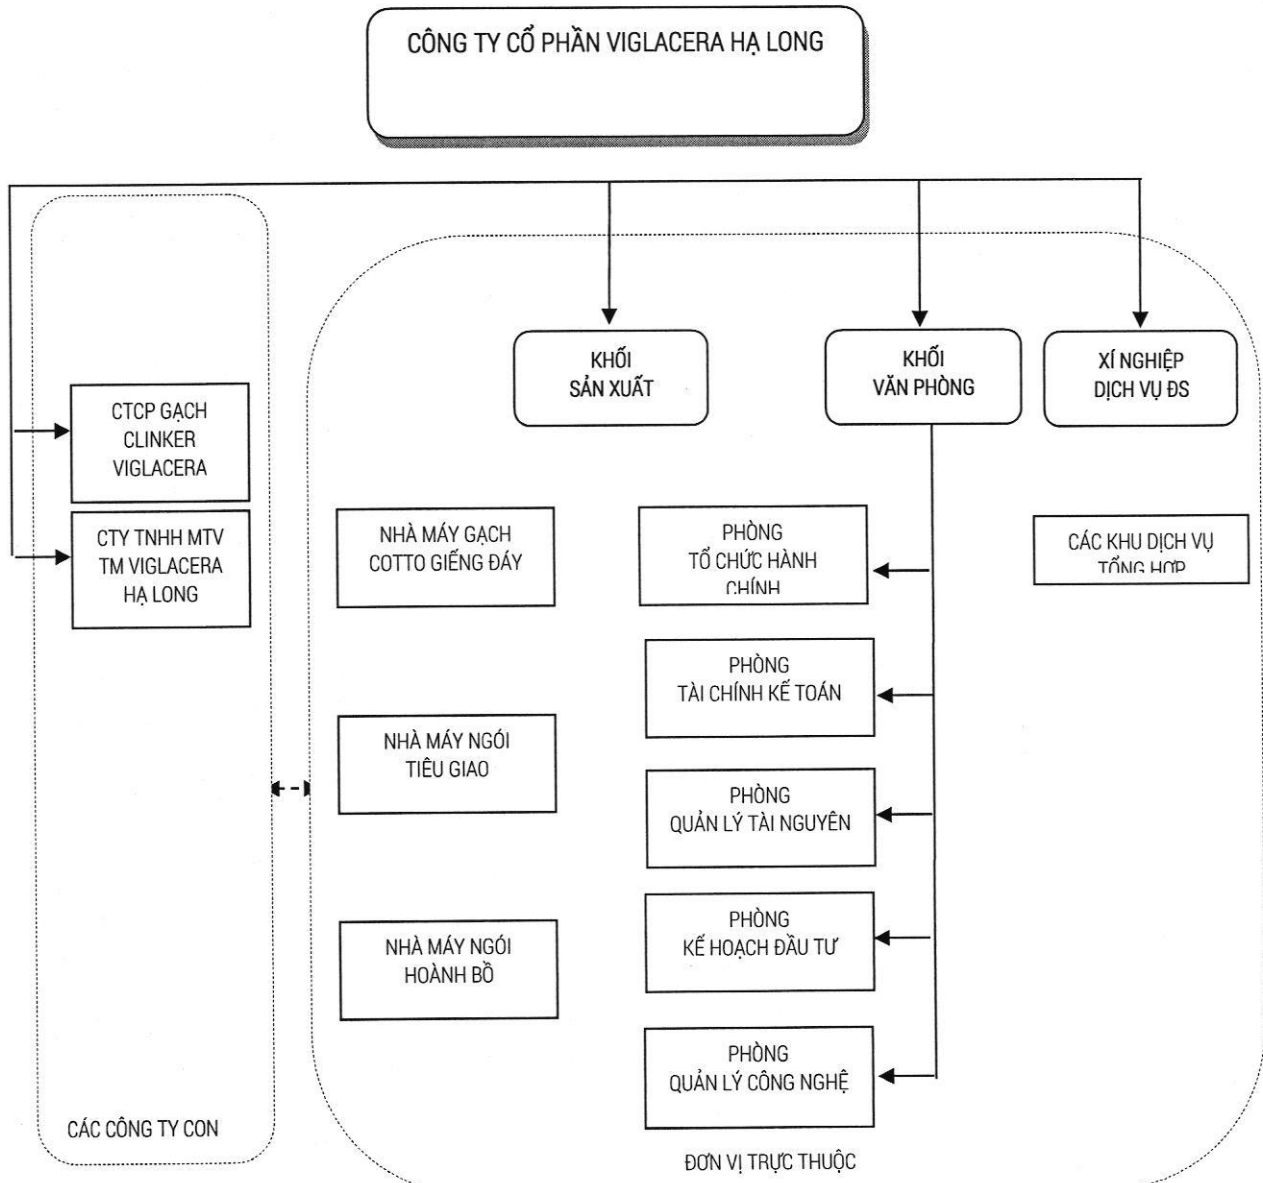 CÔNG TY CỔ PHẦN VIGLACERA HẠ LONG
KHỐI
SẢN XUẤT
KHỐI
VĂN PHÒNG
XÍ NGHIỆP
DỊCH VỤ ĐS
CTCP GẠCH
CLINKER
VIGLACERA
CTY TNHH MTV
TM VIGLACERA
HẠ LONG
NHÀ MÁY GẠCH
COTTO GIẾNG ĐÁY
PHÒNG
TỔ CHỨC HÀNH
CHÍNH
CÁC KHU DỊCH VỤ
TỔNG HỢP
PHÒNG
TÀI CHÍNH KẾ TOÁN
NHÀ MÁY NGÓI
TIÊU GIAO
PHÒNG
QUẢN LÝ TÀI NGUYÊN
NHÀ MÁY NGÓI
HOÀNH BỒ
PHÒNG
KẾ HOẠCH ĐẦU TƯ
PHÒNG
QUẢN LÝ CÔNG NGHỆ
CÁC CÔNG TY CON
ĐƠN VỊ TRỰC THUỘC